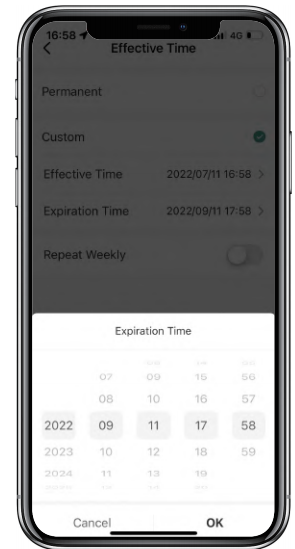 16:58 4G
Effective Time
Permanent
Custom
Effective Time 2022/07/11 16:58
Expiration Time 2022/09/11 17:58
Repeat Weekly
Expiration Time
07 09 15 56
08 10 16 57
2022 09 11 17 58
2023 10 12 18 59
2024 11 13 19
Cancel OK